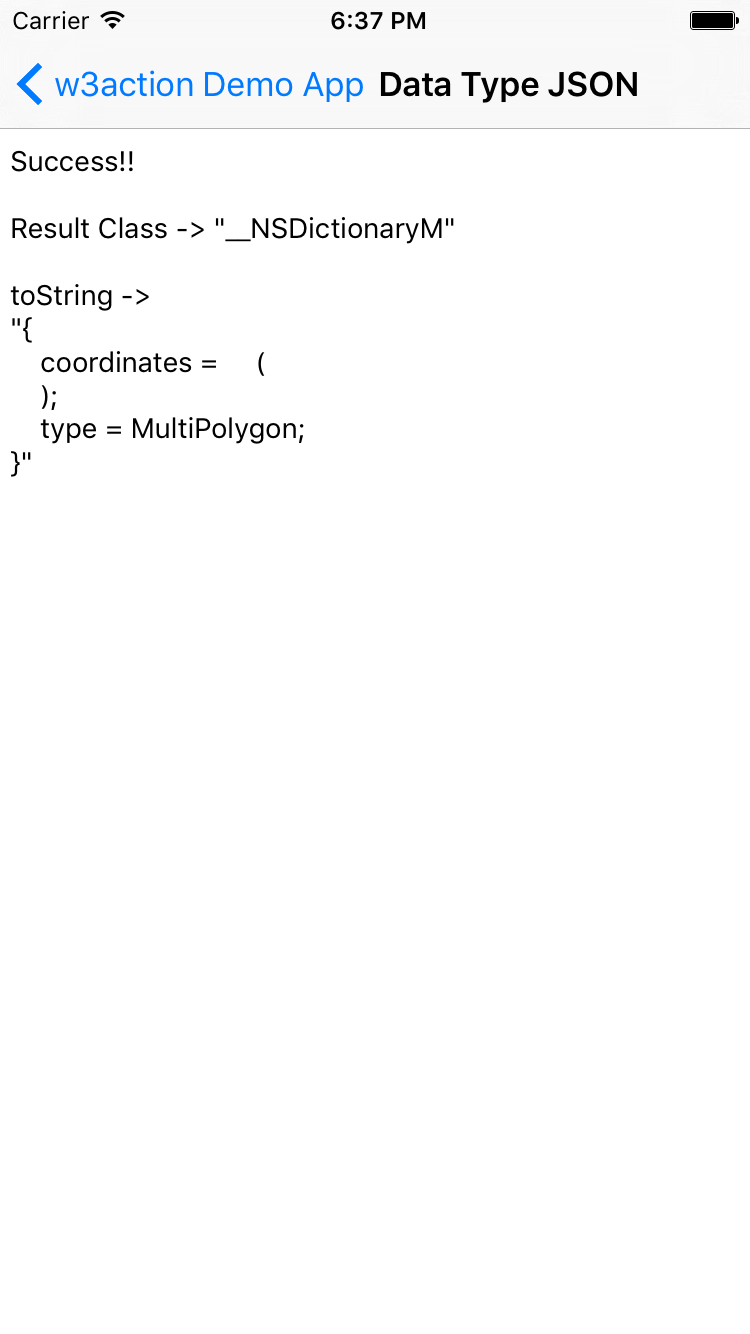 Carrier 6:37 PM
w3action Demo App Data Type JSON
Success!!
Result Class -> "__NSDictionaryM"
toString ->
"{
    coordinates =     (
    );
    type = MultiPolygon;
}"